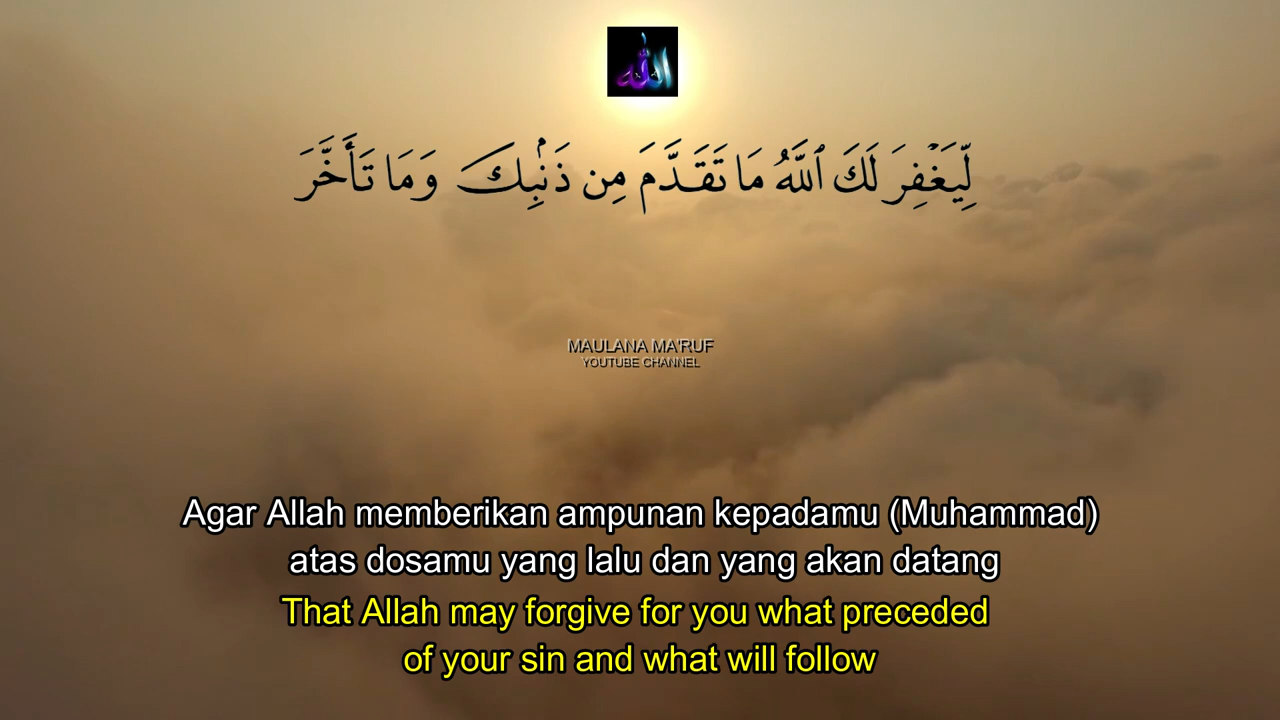 الله
لِّيَغْفِرَ لَكَ ٱللَّهُ مَا تَقَدَّمَ مِن ذَنۢبِكَ وَمَا تَأَخَّرَ
MAULANA MA'RUF
YOUTUBE CHANNEL
Agar Allah memberikan ampunan kepadamu (Muhammad)
atas dosamu yang lalu dan yang akan datang
That Allah may forgive for you what preceded
of your sin and what will follow